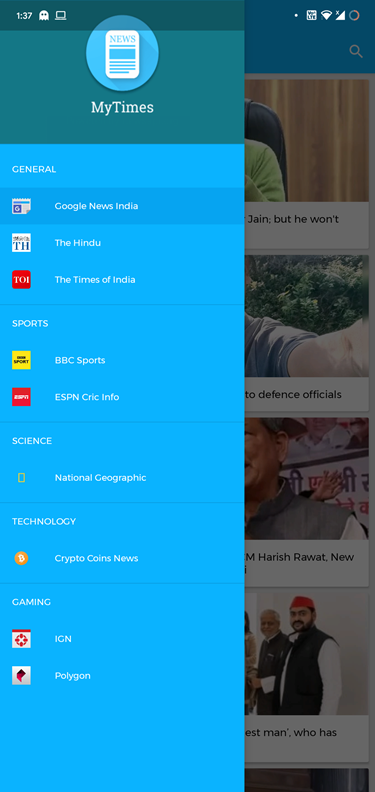 1:37
NEWS
MyTimes
GENERAL
Google News India
TH
The Hindu
TOI
The Times of India
SPORTS
SPORT
BBC Sports
ESPN
ESPN Cric Info
SCIENCE
National Geographic
TECHNOLOGY
Crypto Coins News
GAMING
IGN
Polygon
Jain; but he won't
to defence officials
M Harish Rawat, New
est man', who has